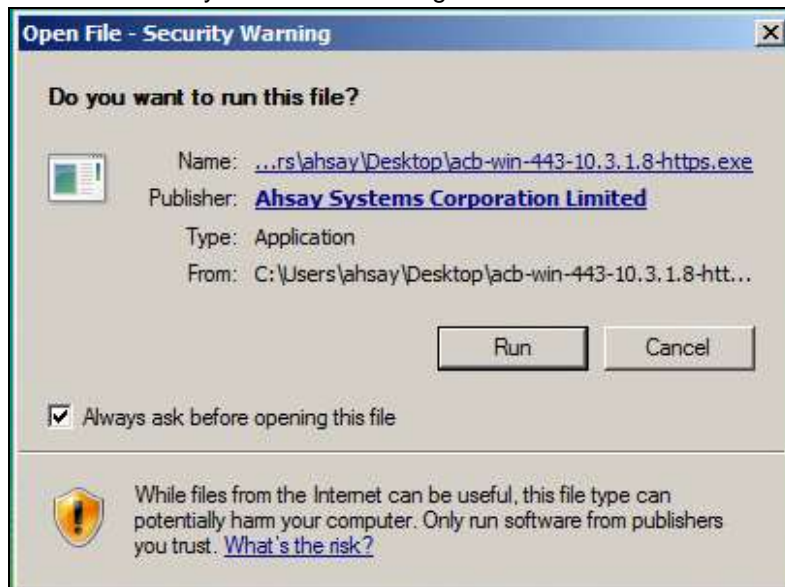 Open File - Security Warning
Do you want to run this file?
Name: ...rs\ahsay\Desktop\acb-win-443-10.3.1.8-https.exe
Publisher: Ahsay Systems Corporation Limited
Type: Application
From: C:\Users\ahsay\Desktop\acb-win-443-10.3.1.8-htt...
Run Cancel
Always ask before opening this file
While files from the Internet can be useful, this file type can
potentially harm your computer. Only run software from publishers
you trust. What's the risk?